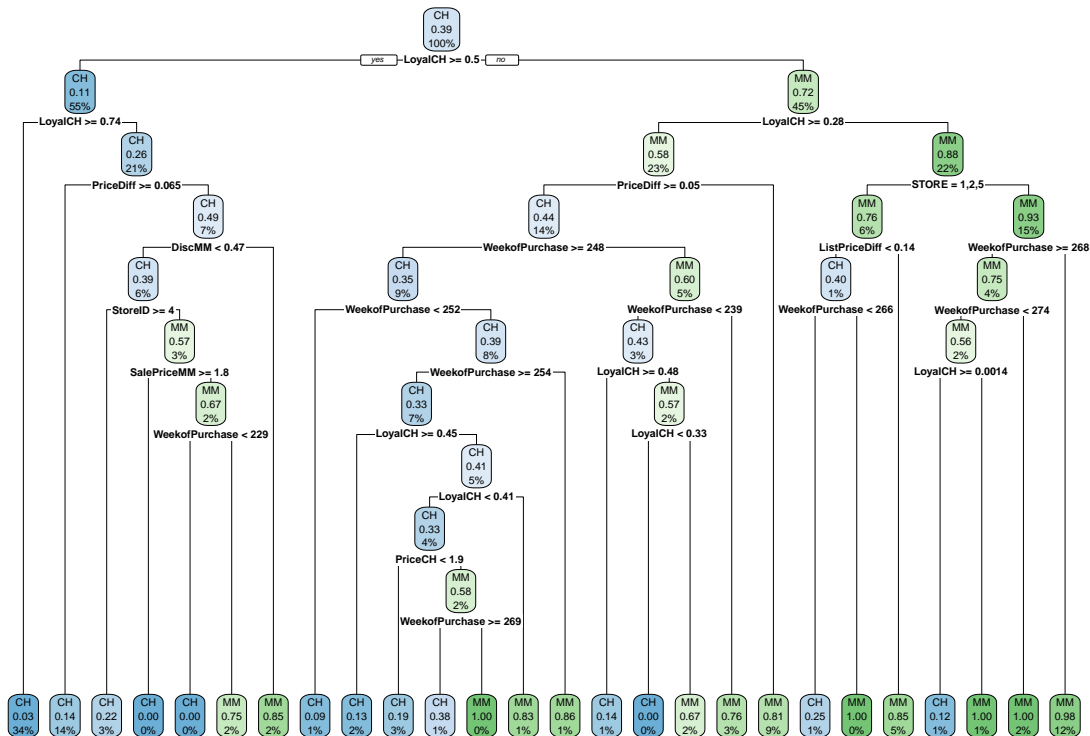 CH
0.39
100%
yes LoyalCH >= 0.5 no
CH
0.11
55%
MM
0.72
45%
LoyalCH >= 0.74
LoyalCH >= 0.28
CH
0.26
21%
MM
0.58
23%
MM
0.88
22%
PriceDiff >= 0.065
PriceDiff >= 0.05
STORE = 1,2,5
CH
0.49
7%
CH
0.44
14%
MM
0.76
6%
MM
0.93
15%
DiscMM < 0.47
WeekofPurchase >= 248
ListPriceDiff < 0.14
WeekofPurchase >= 268
CH
0.39
6%
CH
0.35
9%
MM
0.60
5%
CH
0.40
1%
MM
0.75
4%
StoreID >= 4
WeekofPurchase < 252
WeekofPurchase < 239
WeekofPurchase < 266
WeekofPurchase < 274
MM
0.57
3%
CH
0.39
8%
CH
0.43
3%
MM
0.56
2%
SalePriceMM >= 1.8
WeekofPurchase >= 254
LoyalCH >= 0.48
LoyalCH >= 0.0014
MM
0.67
2%
CH
0.33
7%
MM
0.57
2%
WeekofPurchase < 229
LoyalCH >= 0.45
LoyalCH < 0.33
CH
0.41
5%
LoyalCH < 0.41
CH
0.33
4%
PriceCH < 1.9
MM
0.58
2%
WeekofPurchase >= 269
CH
0.03
34%
CH
0.14
14%
CH
0.22
3%
CH
0.00
0%
CH
0.00
0%
MM
0.75
2%
MM
0.85
2%
CH
0.09
1%
CH
0.13
2%
CH
0.19
3%
CH
0.38
1%
MM
1.00
0%
MM
0.83
1%
MM
0.86
1%
CH
0.14
1%
CH
0.00
0%
MM
0.67
2%
MM
0.76
3%
MM
0.81
9%
CH
0.25
1%
MM
1.00
0%
MM
0.85
5%
CH
0.12
1%
MM
1.00
1%
MM
1.00
2%
MM
0.98
12%